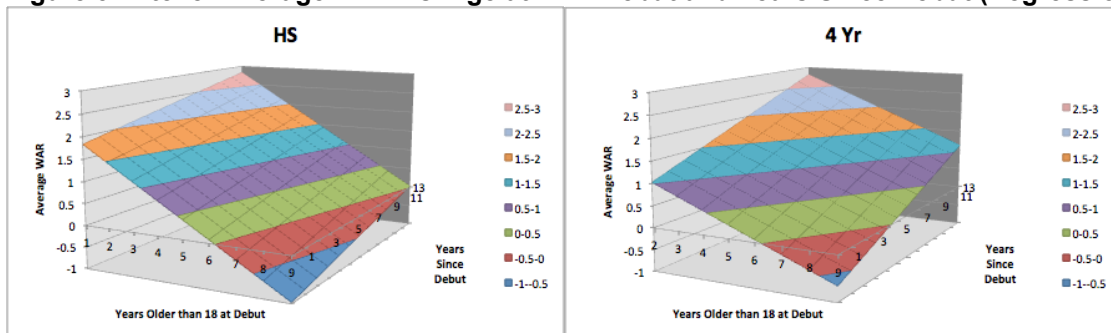 HS
3
2.5
2
1.5
1
0.5
0
-0.5
-1
Average WAR
1 2 3 4 5 6 7 8 9
1 3 5 7 9 11 13
Years Older than 18 at Debut
Years
Since
Debut
2.5-3
2-2.5
1.5-2
1-1.5
0.5-1
0-0.5
-0.5-0
-1--0.5
4 Yr
3
2.5
2
1.5
1
0.5
0
-0.5
-1
Average WAR
2 3 4 5 6 7 8 9
1 3 5 7 9 11 13
Years Older than 18 at Debut
Years
Since
Debut
2.5-3
2-2.5
1.5-2
1-1.5
0.5-1
0-0.5
-0.5-0
-1--0.5